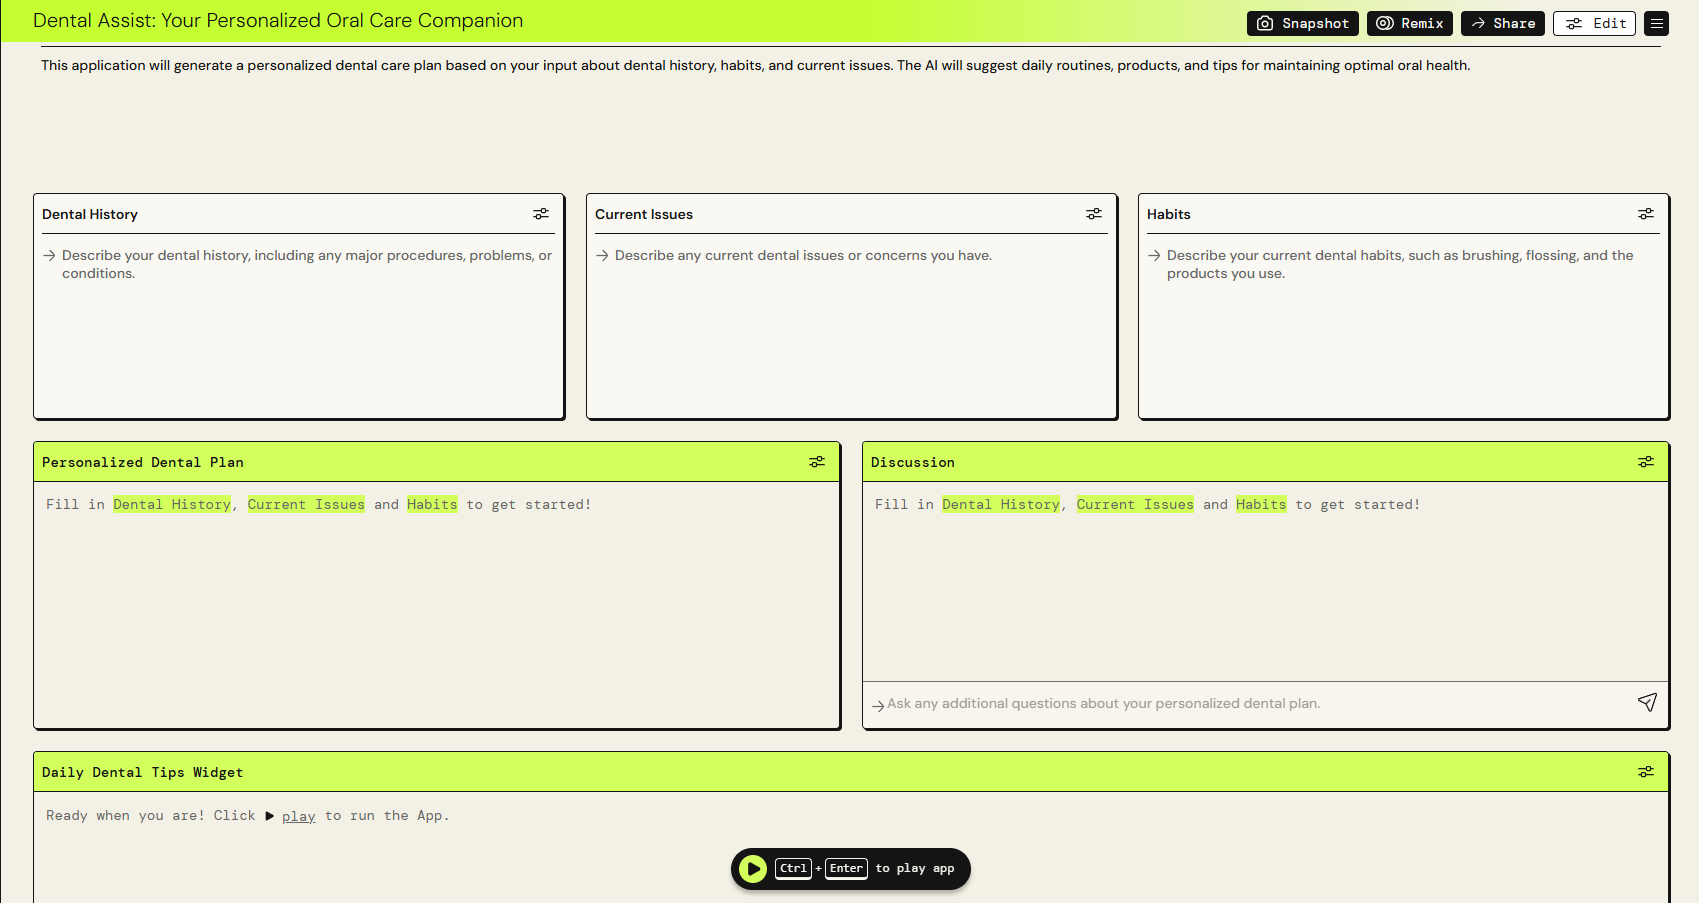 Dental Assist: Your Personalized Oral Care Companion
Snapshot
Remix
Share
Edit
This application will generate a personalized dental care plan based on your input about dental history, habits, and current issues. The AI will suggest daily routines, products, and tips for maintaining optimal oral health.
Dental History
Describe your dental history, including any major procedures, problems, or
conditions.
Current Issues
Describe any current dental issues or concerns you have.
Habits
Describe your current dental habits, such as brushing, flossing, and the
products you use.
Personalized Dental Plan
Fill in Dental History, Current Issues and Habits to get started!
Discussion
Fill in Dental History, Current Issues and Habits to get started!
Ask any additional questions about your personalized dental plan.
Daily Dental Tips Widget
Ready when you are! Click ▶ play to run the App.
Ctrl + Enter to play app